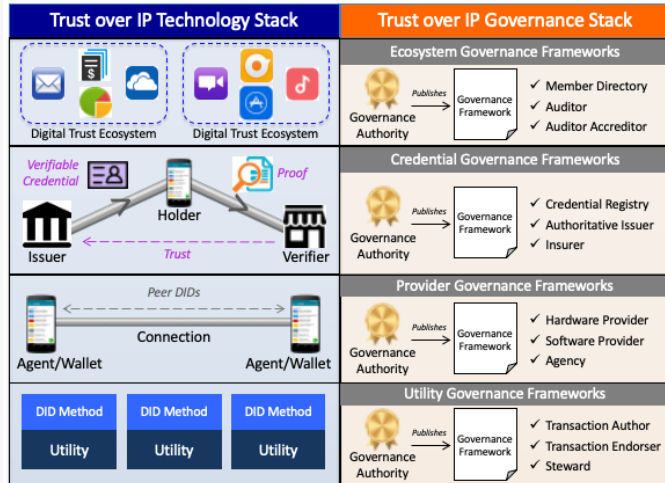 Trust over IP Technology Stack
Digital Trust Ecosystem
Digital Trust Ecosystem
Verifiable
Credential
Proof
Holder
Issuer
Trust
Verifier
Peer DIDs
Connection
Agent/Wallet
Agent/Wallet
DID Method
DID Method
DID Method
Utility
Utility
Utility
Trust over IP Governance Stack
Ecosystem Governance Frameworks
Governance
Authority
Publishes
Governance
Framework
✓ Member Directory
✓ Auditor
✓ Auditor Accreditor
Credential Governance Frameworks
Governance
Authority
Publishes
Governance
Framework
✓ Credential Registry
✓ Authoritative Issuer
✓ Insurer
Provider Governance Frameworks
Governance
Authority
Publishes
Governance
Framework
✓ Hardware Provider
✓ Software Provider
✓ Agency
Utility Governance Frameworks
Governance
Authority
Publishes
Governance
Framework
✓ Transaction Author
✓ Transaction Endorser
✓ Steward